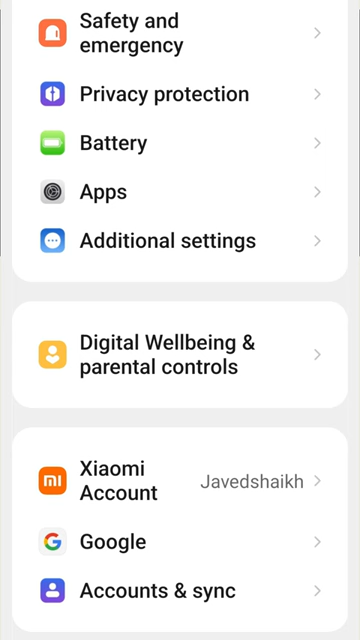 Safety and
emergency
Privacy protection
Battery
Apps
Additional settings
Digital Wellbeing &
parental controls
Xiaomi
Account
Javedshaikh
Google
Accounts & sync